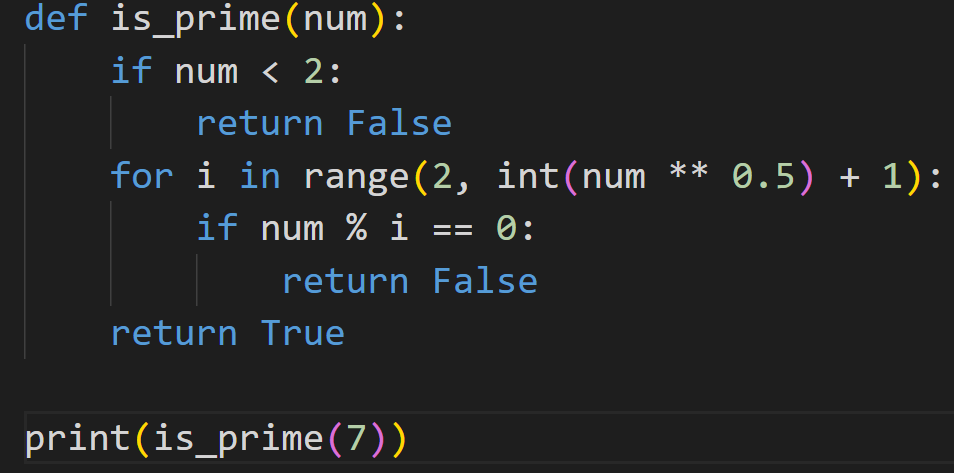 def is_prime(num):
    if num < 2:
        return False
    for i in range(2, int(num ** 0.5) + 1):
        if num % i == 0:
            return False
    return True

print(is_prime(7))